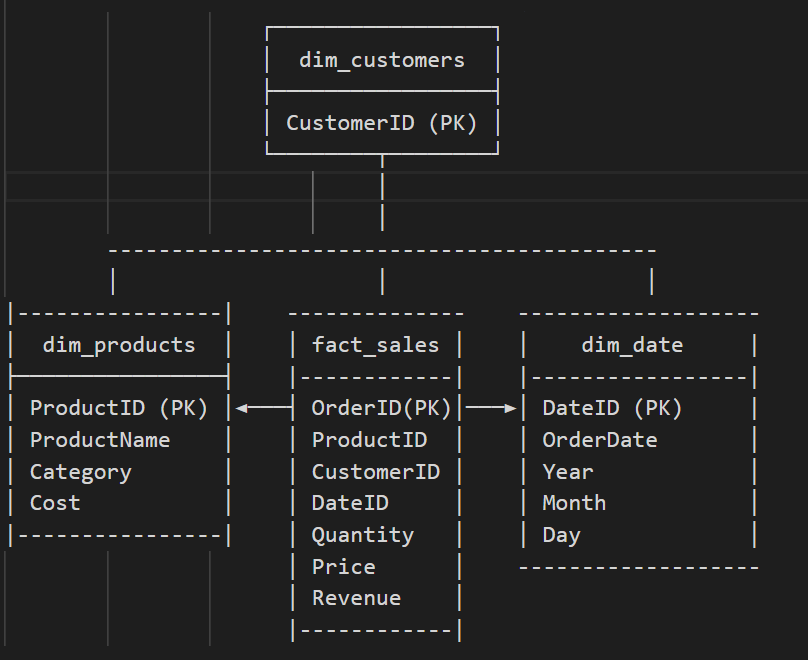 dim_customers
CustomerID (PK)
dim_products
ProductID (PK)
ProductName
Category
Cost
fact_sales
OrderID(PK)
ProductID
CustomerID
DateID
Quantity
Price
Revenue
dim_date
DateID (PK)
OrderDate
Year
Month
Day